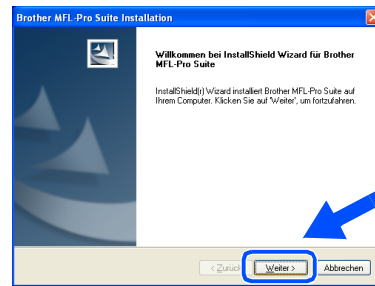 Brother MFL-Pro Suite Installation
Willkommen bei InstallShield Wizard für Brother
MFL-Pro Suite
InstallShield(r) Wizard installiert Brother MFL-Pro Suite auf
Ihrem Computer. Klicken Sie auf 'Weiter', um fortzufahren.
< Zurück Weiter > Abbrechen